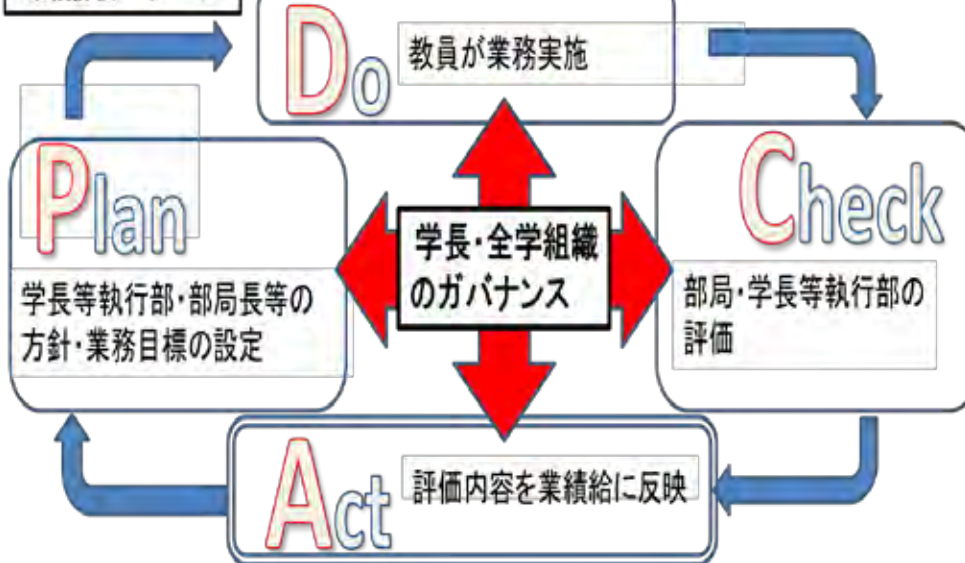 Do
教員が業務実施
Plan
学長等執行部・部局長等の
方針・業務目標の設定
学長・全学組織
のガバナンス
Check
部局・学長等執行部の
評価
Act
評価内容を業績給に反映